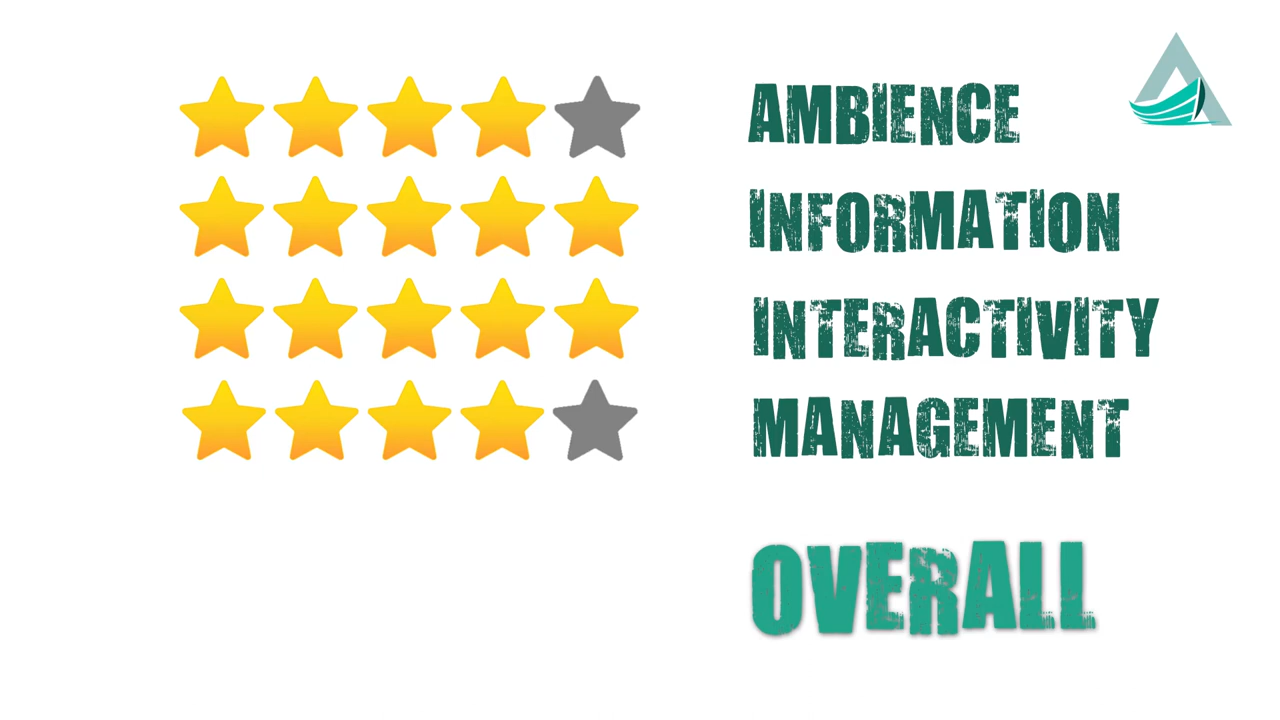 AMBIENCE
INFORMATION
INTERACTIVITY
MANAGEMENT
OVERALL